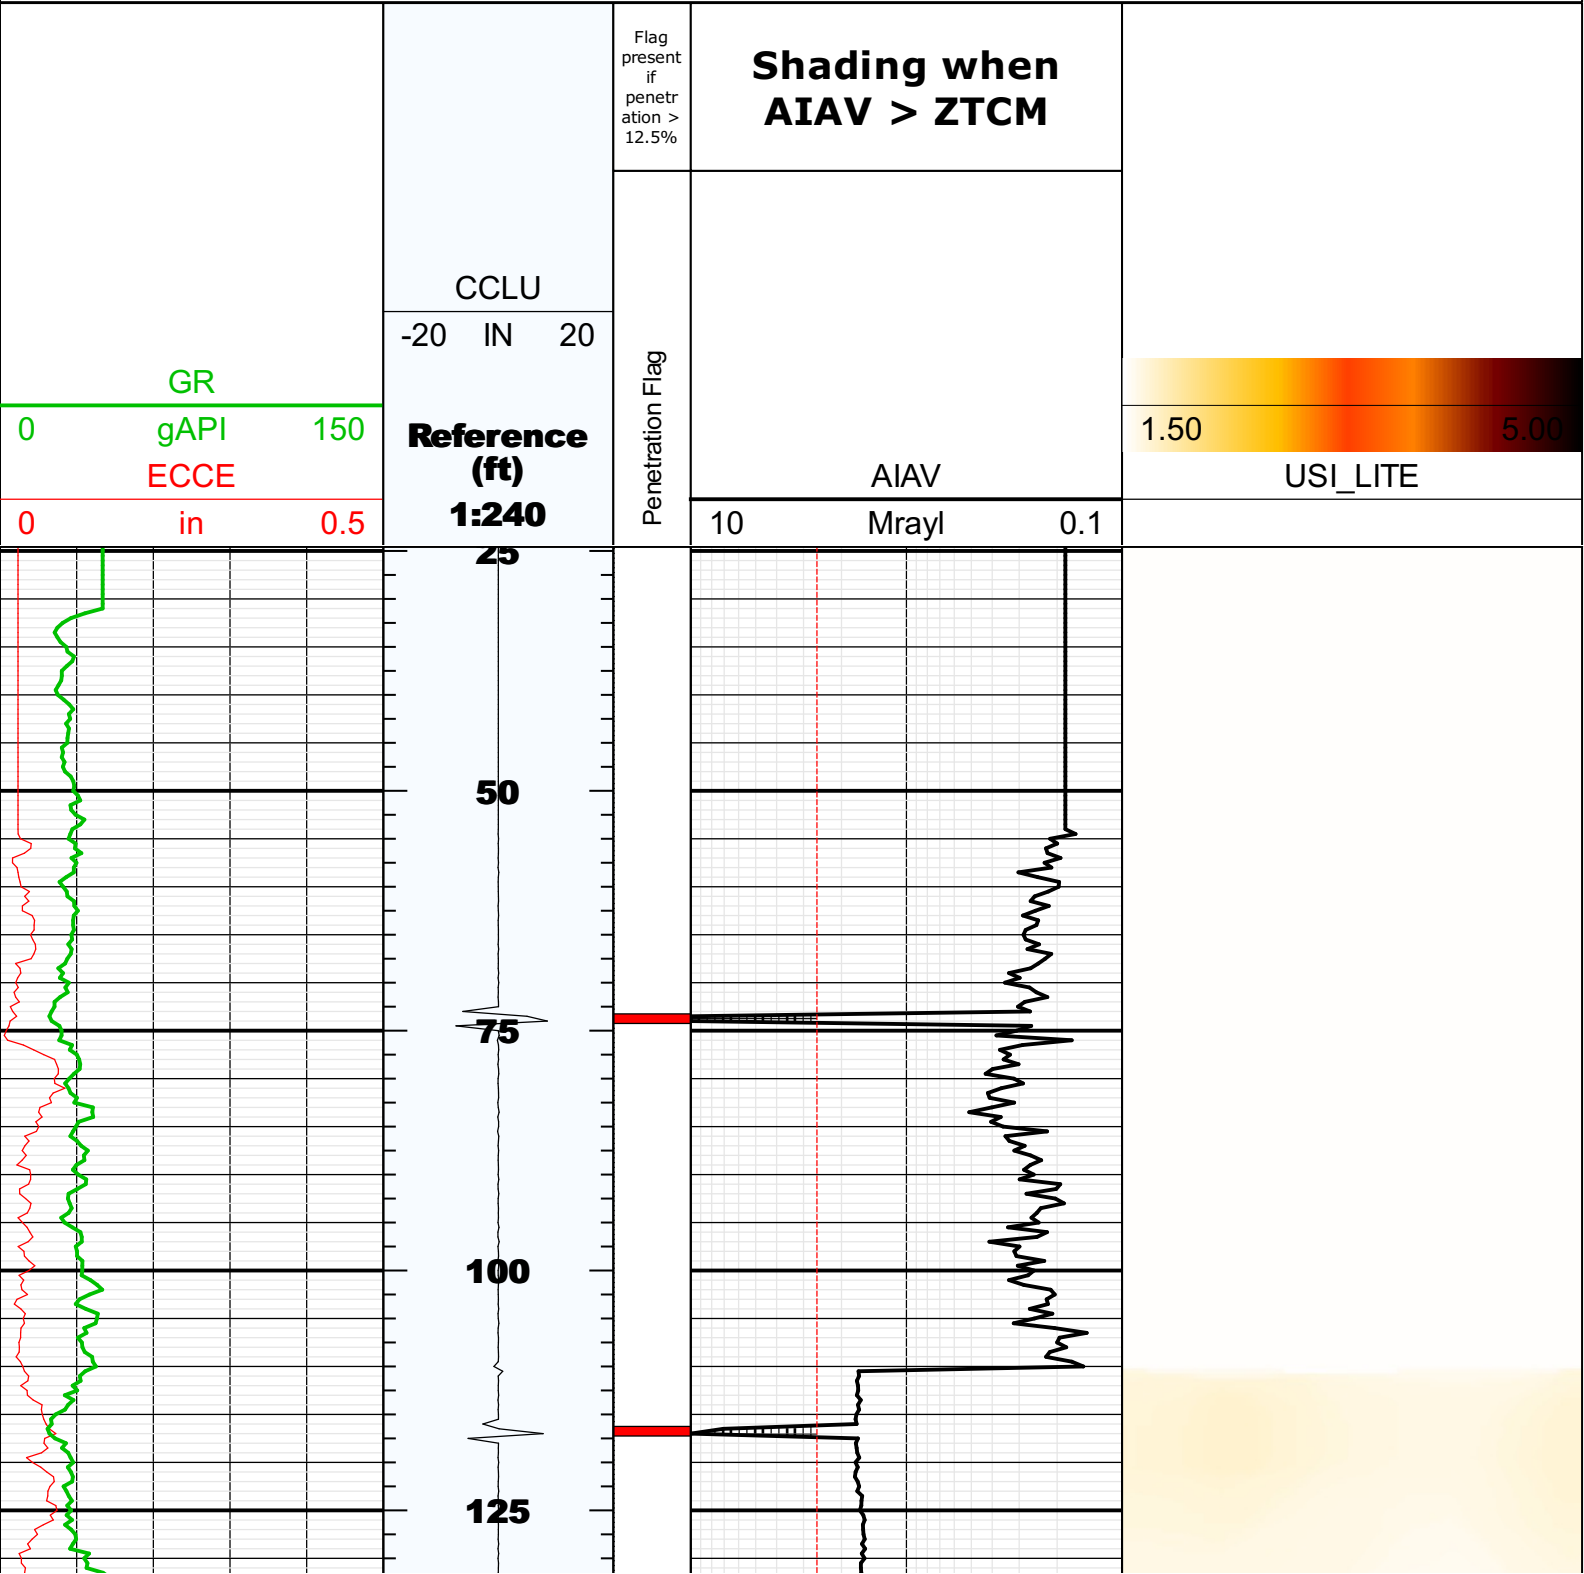 Flag
present
if
penetr
ation >
12.5%
Shading when
AIAV > ZTCM
CCLU
-20 IN 20
GR
0 gAPI 150
ECCE
0 in 0.5
Reference
(ft)
1:240
Penetration Flag
AIAV
10 Mrayl 0.1
1.50 5.00
USI_LITE
25
50
75
100
125